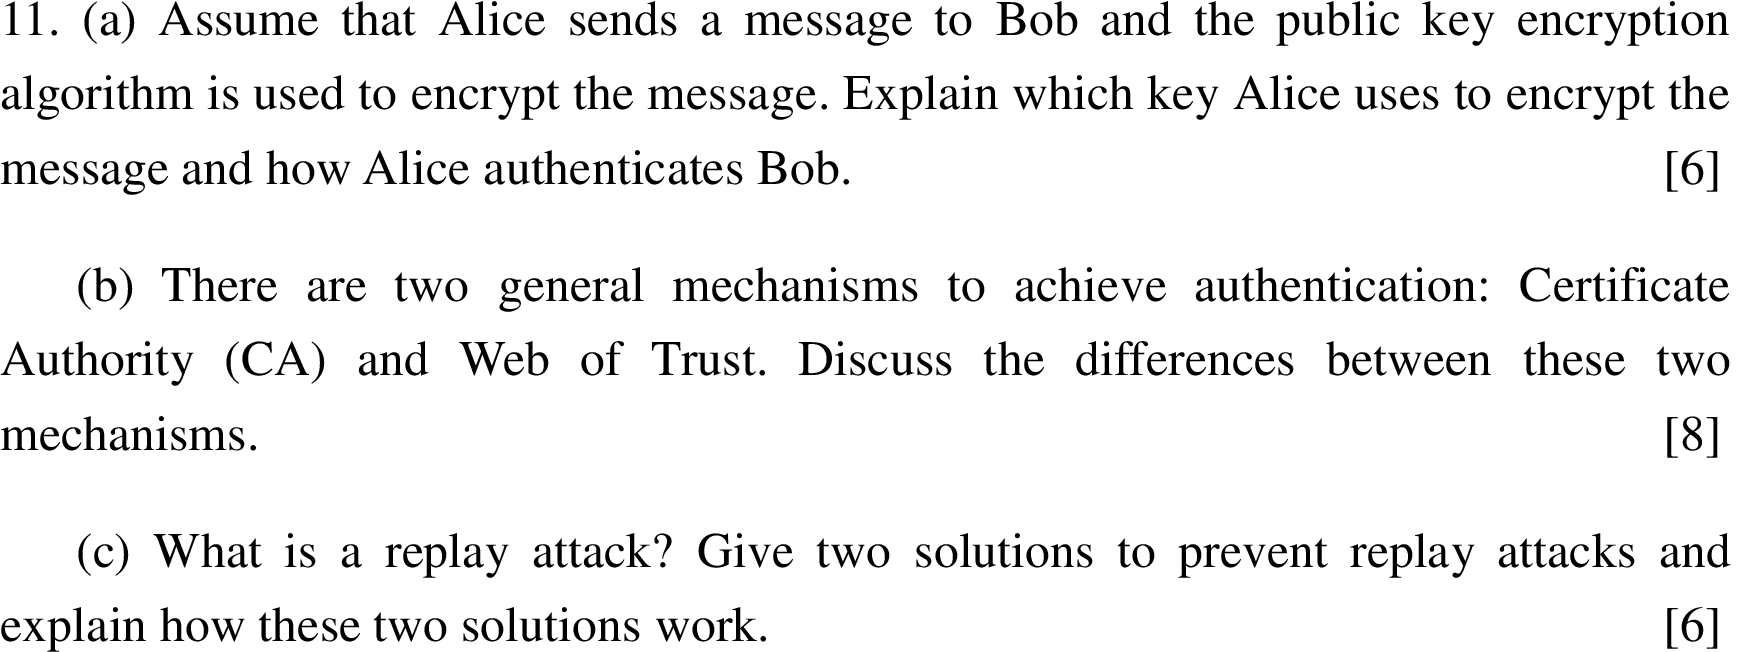 11. (a) Assume that Alice sends a message to Bob and the public key encryption
algorithm is used to encrypt the message. Explain which key Alice uses to encrypt the
message and how Alice authenticates Bob. [6]
(b) There are two general mechanisms to achieve authentication: Certificate
Authority (CA) and Web of Trust. Discuss the differences between these two
mechanisms. [8]
(c) What is a replay attack? Give two solutions to prevent replay attacks and
explain how these two solutions work. [6]